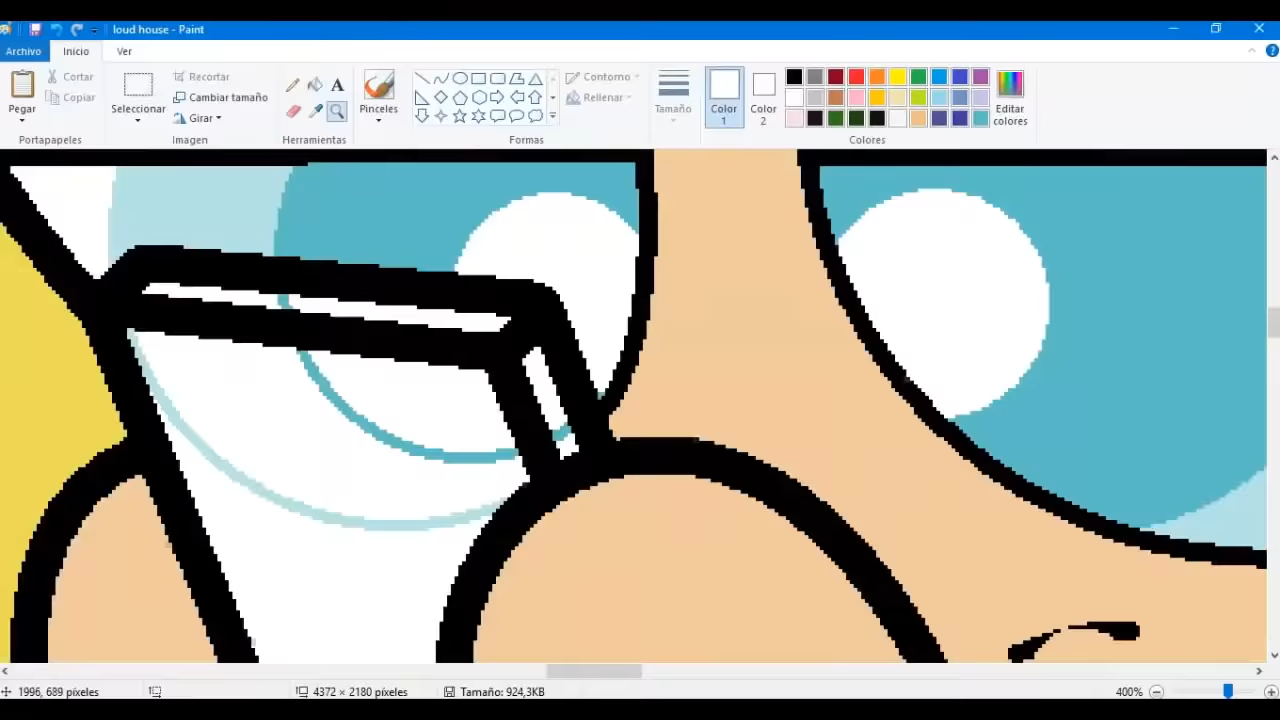 loud house - Paint
Archivo Inicio Ver
Pegar
Cortar
Copiar
Portapapeles
Seleccionar
Recortar
Cambiar tamaño
Girar
Imagen
A
Herramientas
Pinceles
Contorno
Rellenar
Formas
Tamaño
Color 1
Color 2
Editar colores
Colores
1996, 689 píxeles
4372 × 2180 píxeles
Tamaño: 924,3KB
400%